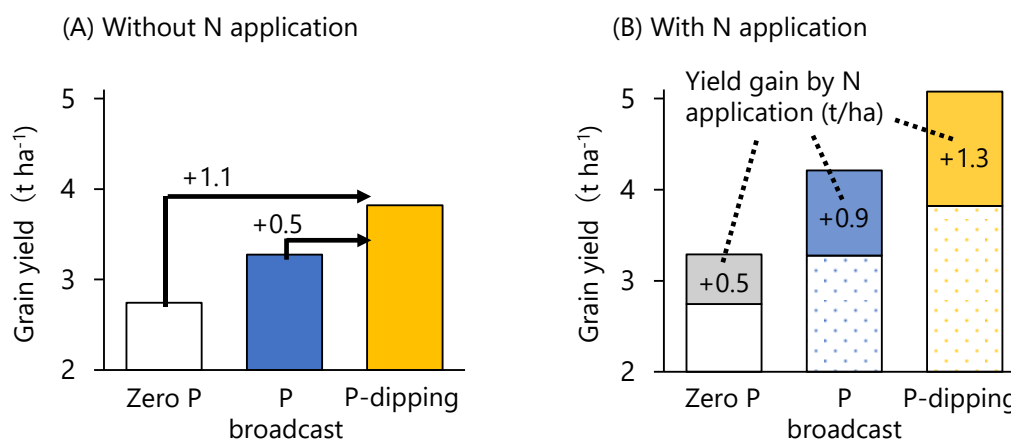 (A) Without N application
Grain yield (t ha-1)
5
4
3
2
+1.1
+0.5
Zero P
P
broadcast
P-dipping
(B) With N application
Grain yield (t ha-1)
5
4
3
2
Yield gain by N
application (t/ha)
+0.5
+0.9
+1.3
Zero P
P
broadcast
P-dipping